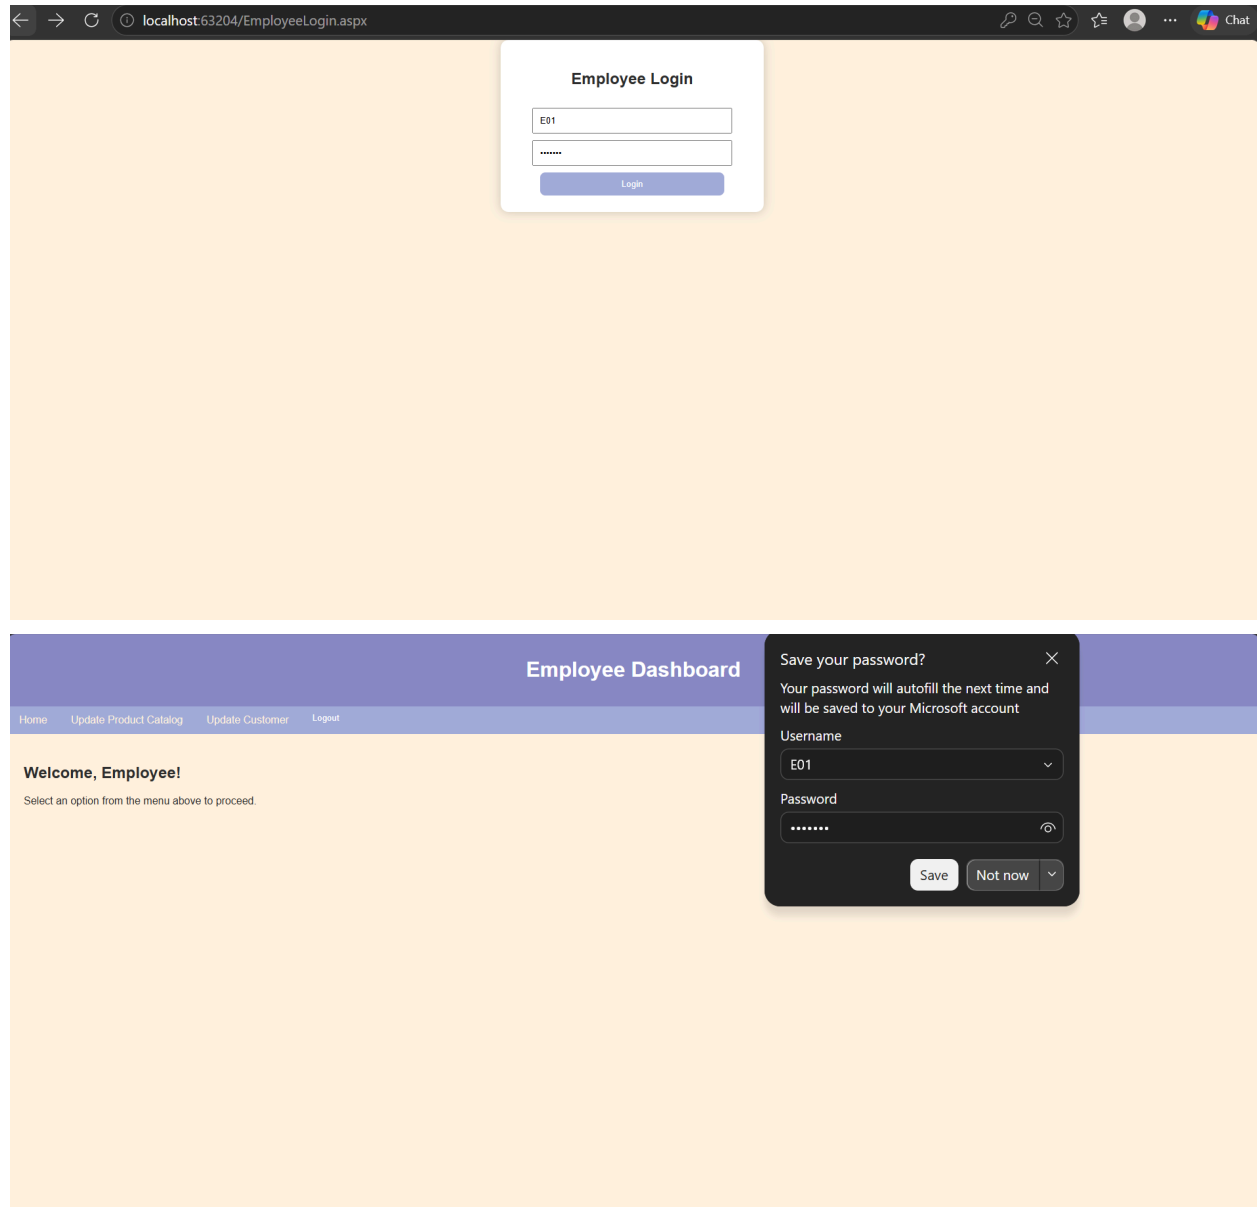 localhost:63204/EmployeeLogin.aspx
Chat
Employee Login
E01
•••••••
Login
Employee Dashboard
Home Update Product Catalog Update Customer Logout
Welcome, Employee!
Select an option from the menu above to proceed.
Save your password?
Your password will autofill the next time and
will be saved to your Microsoft account
Username
E01
Password
•••••••
Save Not now